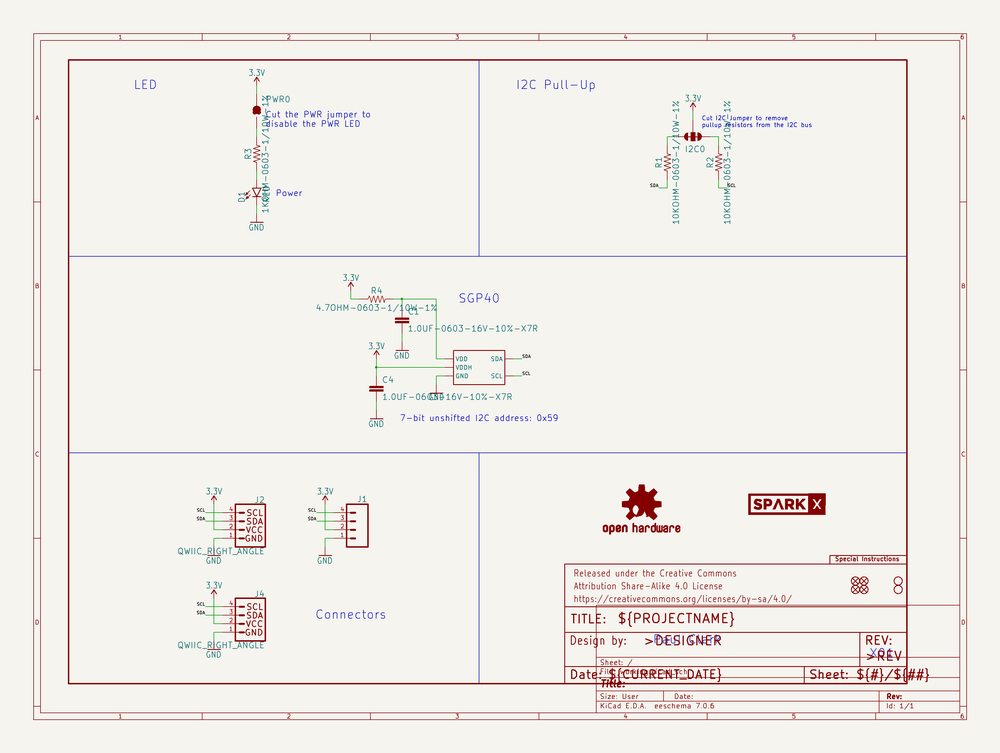 1 2 3 4 5 6
A
B
C
D
LED
3.3V
PWR0
Cut the PWR jumper to
disable the PWR LED
R3
1KOHM-0603-1/10W-1%
D1
Power
GND
I2C Pull-Up
3.3V
Cut I2C Jumper to remove
pullup resistors from the I2C bus
I2C0
R1
10KOHM-0603-1/10W-1%
R2
10KOHM-0603-1/10W-1%
SDA
SCL
SGP40
3.3V
R4
4.7OHM-0603-1/10W-1%
C1
1.0UF-0603-16V-10%-X7R
GND
3.3V
VDD SDA
VDDH
GND SCL
SDA
SCL
C4
1.0UF-0603-16V-10%-X7R
GND
GND
7-bit unshifted I2C address: 0x59
3.3V
J2
SCL 4 SCL
SDA 3 SDA
2 VCC
1 GND
QWIIC_RIGHT_ANGLE
GND
3.3V
J1
SCL 4
SDA 3
2
1
GND
3.3V
J4
SCL 4 SCL
SDA 3 SDA
2 VCC
1 GND
QWIIC_RIGHT_ANGLE
GND
Connectors
open hardware
SPARK X
Special Instructions
Released under the Creative Commons
Attribution Share-Alike 4.0 License
https://creativecommons.org/licenses/by-sa/4.0/
TITLE: ${PROJECTNAME}
Design by: >DESIGNER
REV:
>REV
Sheet: /
Date: ${CURRENT_DATE}
Sheet: ${#}/${##}
Title:
Size: User Date: Rev:
KiCad E.D.A. eeschema 7.0.6 Id: 1/1
1 2 3 4 5 6
A
B
C
D